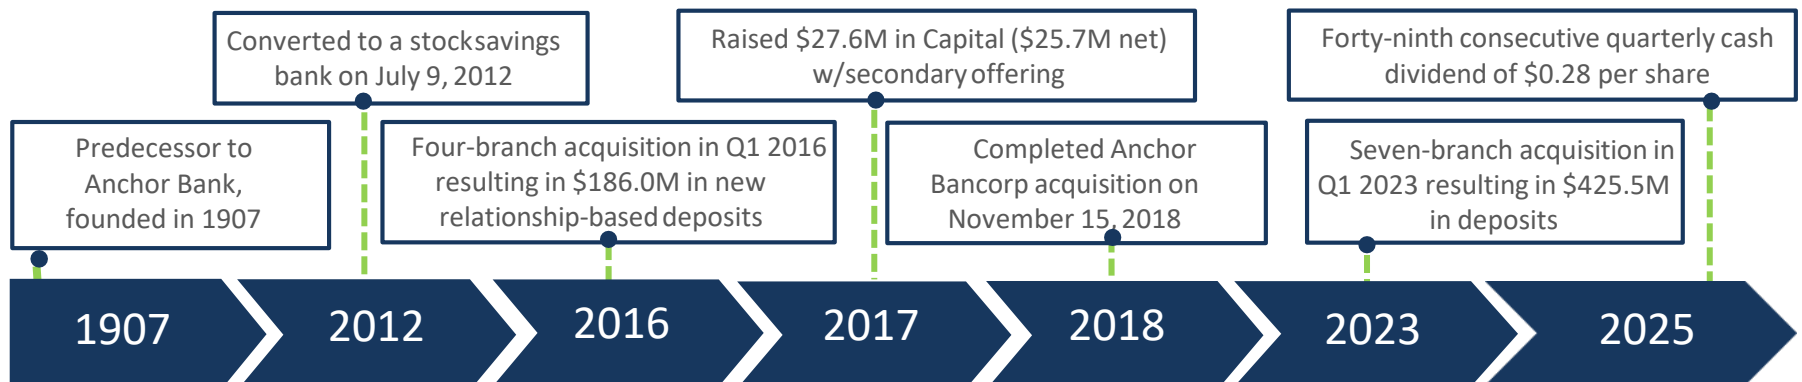 Converted to a stock savings
bank on July 9, 2012
Raised $27.6M in Capital ($25.7M net)
w/secondary offering
Forty-ninth consecutive quarterly cash
dividend of $0.28 per share
Predecessor to
Anchor Bank,
founded in 1907
Four-branch acquisition in Q1 2016
resulting in $186.0M in new
relationship-based deposits
Completed Anchor
Bancorp acquisition on
November 15, 2018
Seven-branch acquisition in
Q1 2023 resulting in $425.5M
in deposits
1907
2012
2016
2017
2018
2023
2025